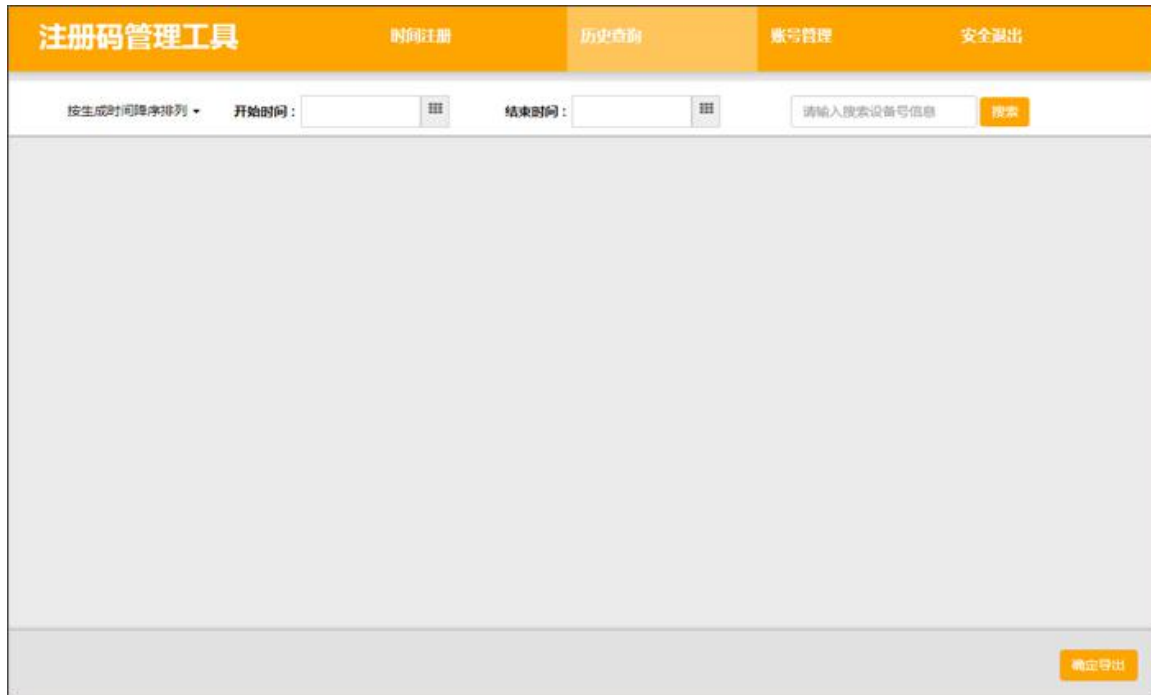 注册码管理工具 时间注册 历史查询 账号管理 安全退出
按生成时间降序排列 开始时间： 结束时间： 请输入搜索设备号信息 搜索
确定导出